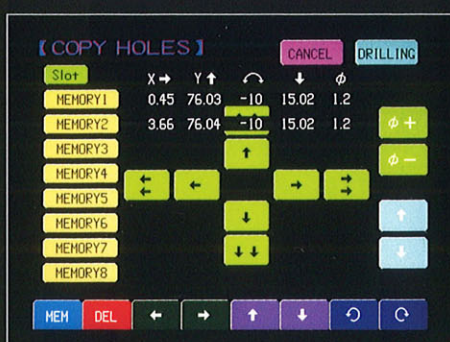 【COPY HOLES】
CANCEL
DRILLING
Slot
X→ Y↑ ↓ φ
MEMORY1 0.45 76.03 -10 15.02 1.2
MEMORY2 3.66 76.04 -10 15.02 1.2
φ+
MEMORY3
φ-
MEMORY4
MEMORY5
MEMORY6
MEMORY7
MEMORY8
MEM DEL